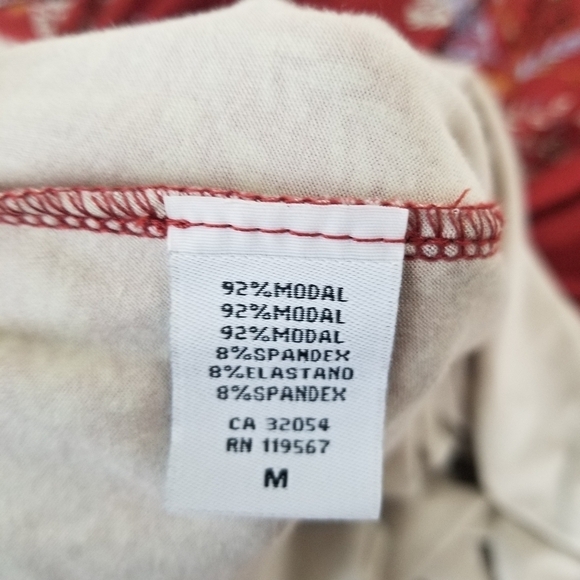 92%MODAL
92%MODAL
92%MODAL
8%SPANDEX
8%ELASTANO
8%SPANDEX
CA 32054
RN 119567
M